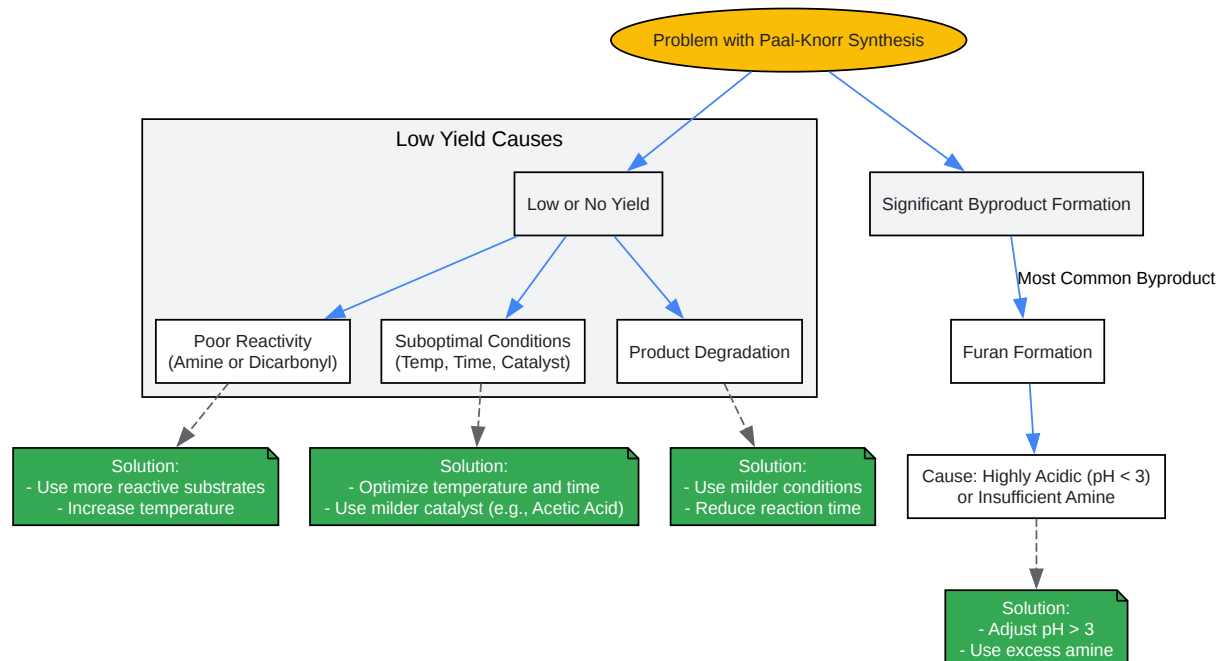 Problem with Paal-Knorr Synthesis
Low Yield Causes
Low or No Yield
Significant Byproduct Formation
Most Common Byproduct
Poor Reactivity
(Amine or Dicarbonyl)
Suboptimal Conditions
(Temp, Time, Catalyst)
Product Degradation
Furan Formation
Solution:
- Use more reactive substrates
- Increase temperature
Solution:
- Optimize temperature and time
- Use milder catalyst (e.g., Acetic Acid)
Solution:
- Use milder conditions
- Reduce reaction time
Cause: Highly Acidic (pH < 3)
or Insufficient Amine
Solution:
- Adjust pH > 3
- Use excess amine